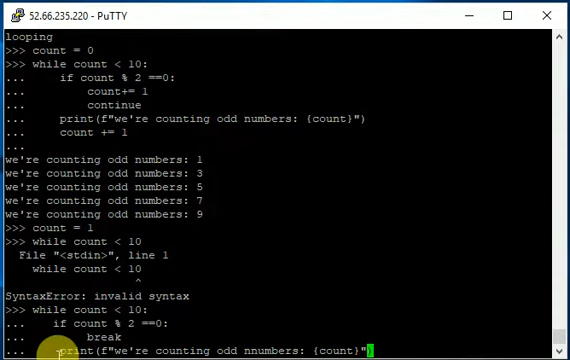 52.66.235.220 - PuTTY
looping
>>> count = 0
>>> while count < 10:
...     if count % 2 ==0:
...         count+= 1
...         continue
...     print(f"we're counting odd numbers: {count}")
...     count += 1
...
we're counting odd numbers: 1
we're counting odd numbers: 3
we're counting odd numbers: 5
we're counting odd numbers: 7
we're counting odd numbers: 9
>>> count = 1
>>> while count < 10
  File "<stdin>", line 1
    while count < 10
                   ^
SyntaxError: invalid syntax
>>> while count < 10:
...    if count % 2 ==0:
...         break
...     print(f"we're counting odd nnumbers: {count}")